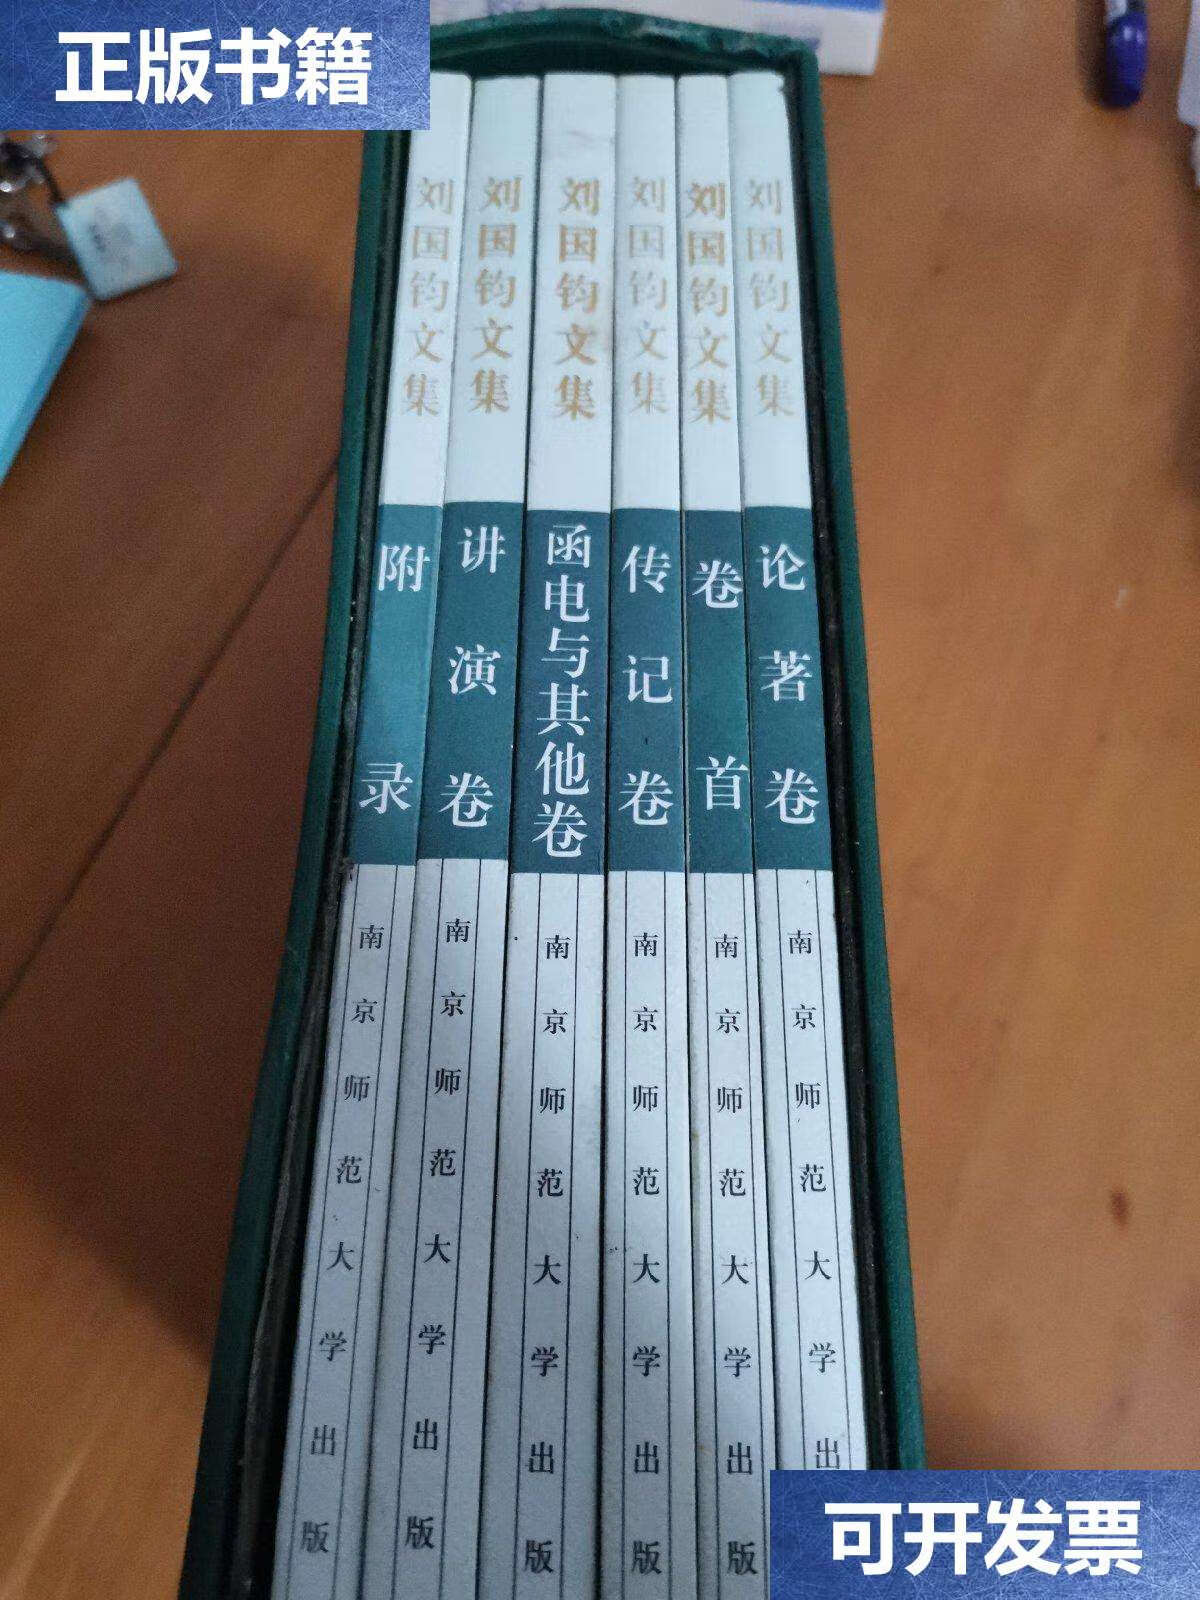 正版书籍
刘国钧文集
附录
南京师范大学出版
刘国钧文集
讲演卷
南京师范大学出版
刘国钧文集
函电与其他卷
南京师范大学出版
刘国钧文集
传记卷
南京师范大学出版
刘国钧文集
卷首
南京师范大学出版
刘国钧文集
论著卷
南京师范大学出
可开发票